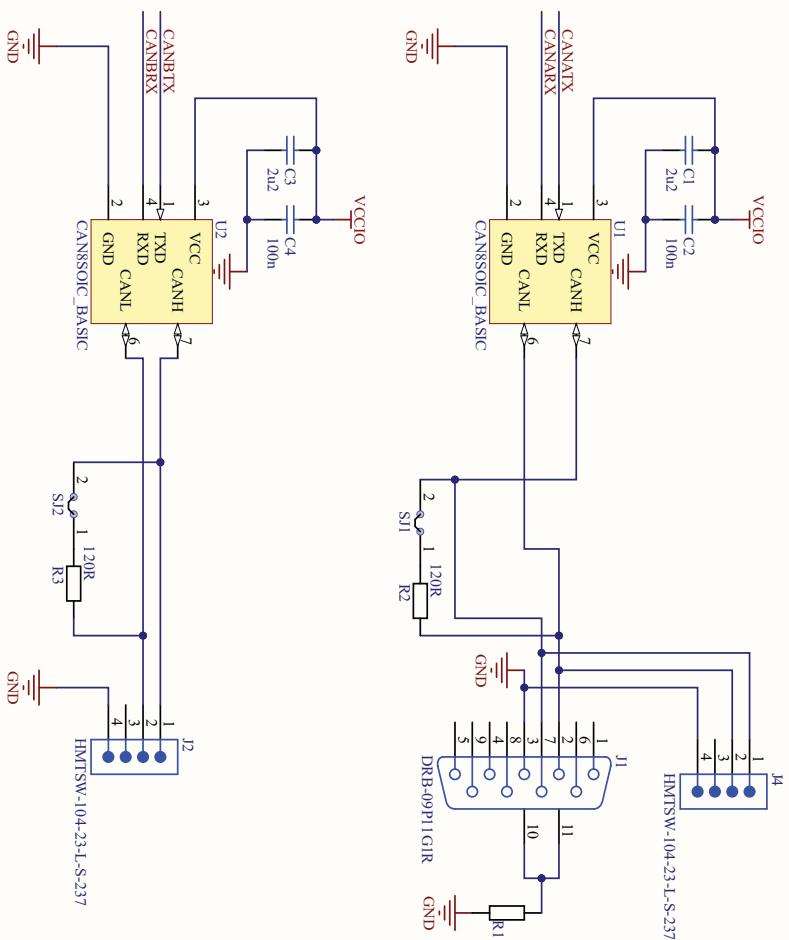 VCCIO
C1
2u2
C2
100n
CANATX
CANARX
GND
3
1
4
2
U1
VCC
TXD
RXD
GND
CANH
CANL
CAN8SOIC_BASIC
7
6
2
1
SJ1
120R
R2
GND
J4
1
2
3
4
HMTSW-104-23-L-S-237
J1
1
6
2
7
3
8
4
9
5
DRB-09P11G1R
11
10
R1
GND
VCCIO
C3
2u2
C4
100n
CANBTX
CANBRX
GND
3
1
4
2
U2
VCC
TXD
RXD
GND
CANH
CANL
CAN8SOIC_BASIC
7
6
2
1
SJ2
120R
R3
GND
J2
1
2
3
4
HMTSW-104-23-L-S-237